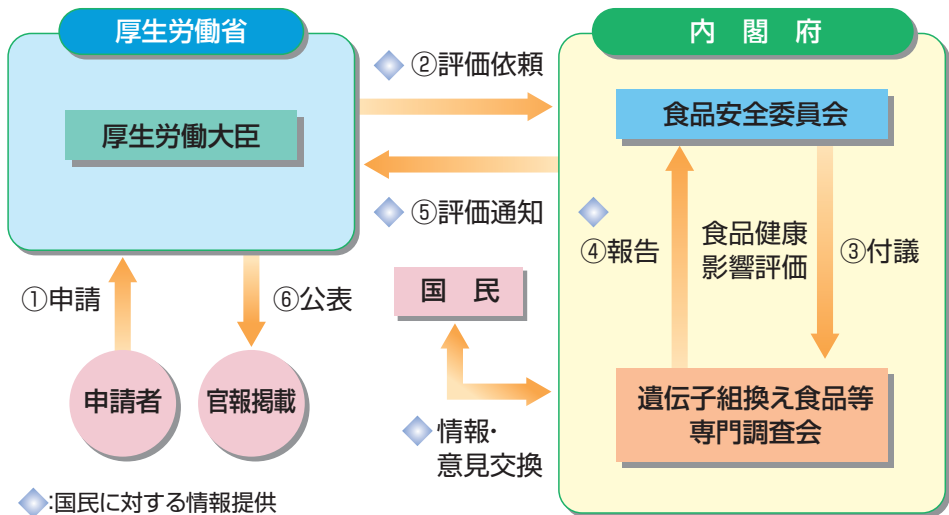 厚生労働省
内 閣 府
②評価依頼
厚生労働大臣
食品安全委員会
⑤評価通知
④報告
食品健康
影響評価
③付議
①申請
⑥公表
国 民
申請者
官報掲載
遺伝子組換え食品等
専門調査会
情報・
意見交換
:国民に対する情報提供